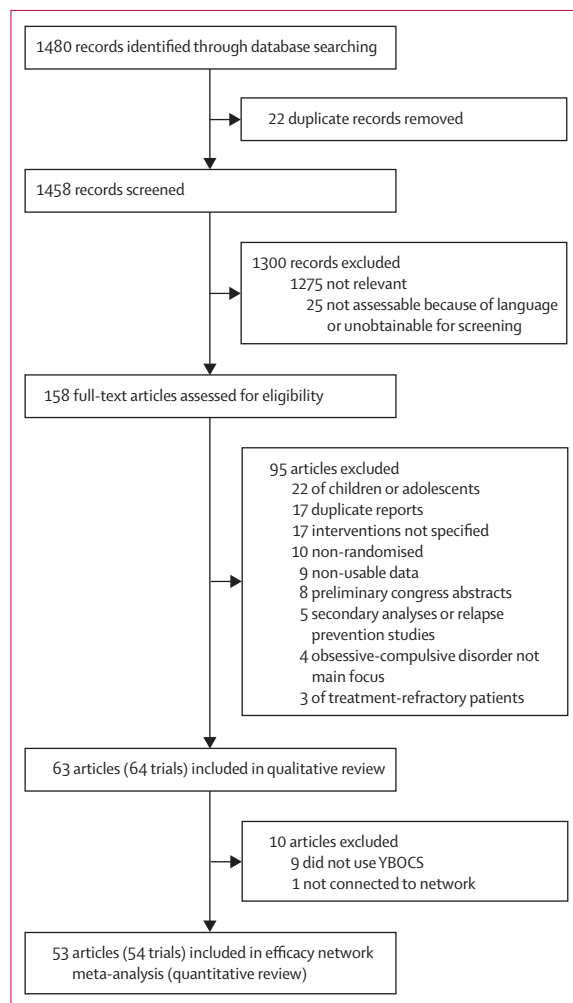 1480 records identified through database searching
22 duplicate records removed
1458 records screened
1300 records excluded
1275 not relevant
25 not assessable because of language
or unobtainable for screening
158 full-text articles assessed for eligibility
95 articles excluded
22 of children or adolescents
17 duplicate reports
17 interventions not specified
10 non-randomised
9 non-usable data
8 preliminary congress abstracts
5 secondary analyses or relapse
prevention studies
4 obsessive-compulsive disorder not
main focus
3 of treatment-refractory patients
63 articles (64 trials) included in qualitative review
10 articles excluded
9 did not use YBOCS
1 not connected to network
53 articles (54 trials) included in efficacy network
meta-analysis (quantitative review)